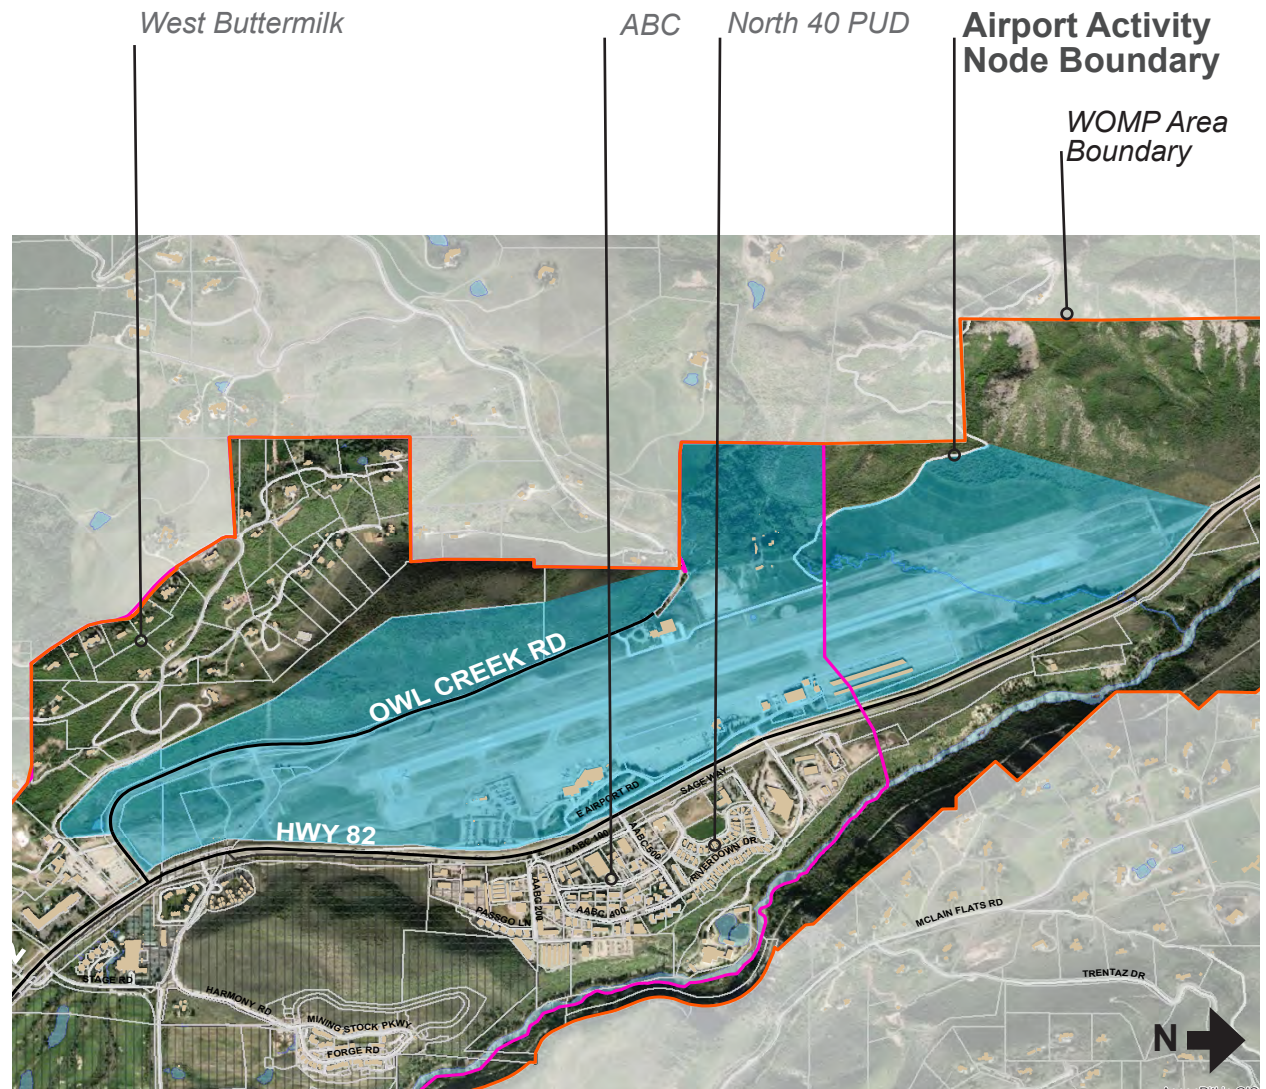 West Buttermilk
ABC
North 40 PUD
Airport Activity
Node Boundary
WOMP Area
Boundary
OWL CREEK RD
HWY 82
E AIRPORT RD
SAGE WAY
AABC 100
AABC 500
RIVERDOWN DR
AABC 200
AABC 400
PASSGO LN
STAGE RD
HARMONY RD
MINING STOCK PKWY
FORGE RD
MCLAIN FLATS RD
TRENTAZ DR
N